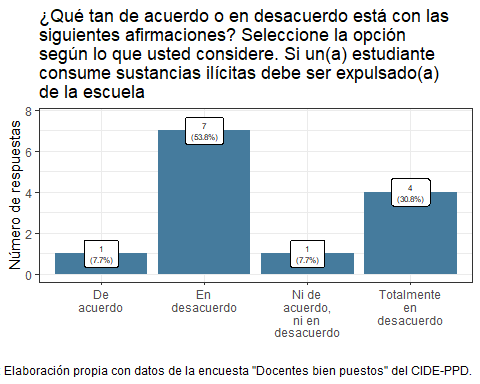 ¿Qué tan de acuerdo o en desacuerdo está con las
siguientes afirmaciones? Seleccione la opción
según lo que usted considere. Si un(a) estudiante
consume sustancias ilícitas debe ser expulsado(a)
de la escuela
Número de respuestas
8
6
4
2
0
1
(7.7%)
7
(53.8%)
1
(7.7%)
4
(30.8%)
De
acuerdo
En
desacuerdo
Ni de
acuerdo,
ni en
desacuerdo
Totalmente
en
desacuerdo
Elaboración propia con datos de la encuesta "Docentes bien puestos" del CIDE-PPD.